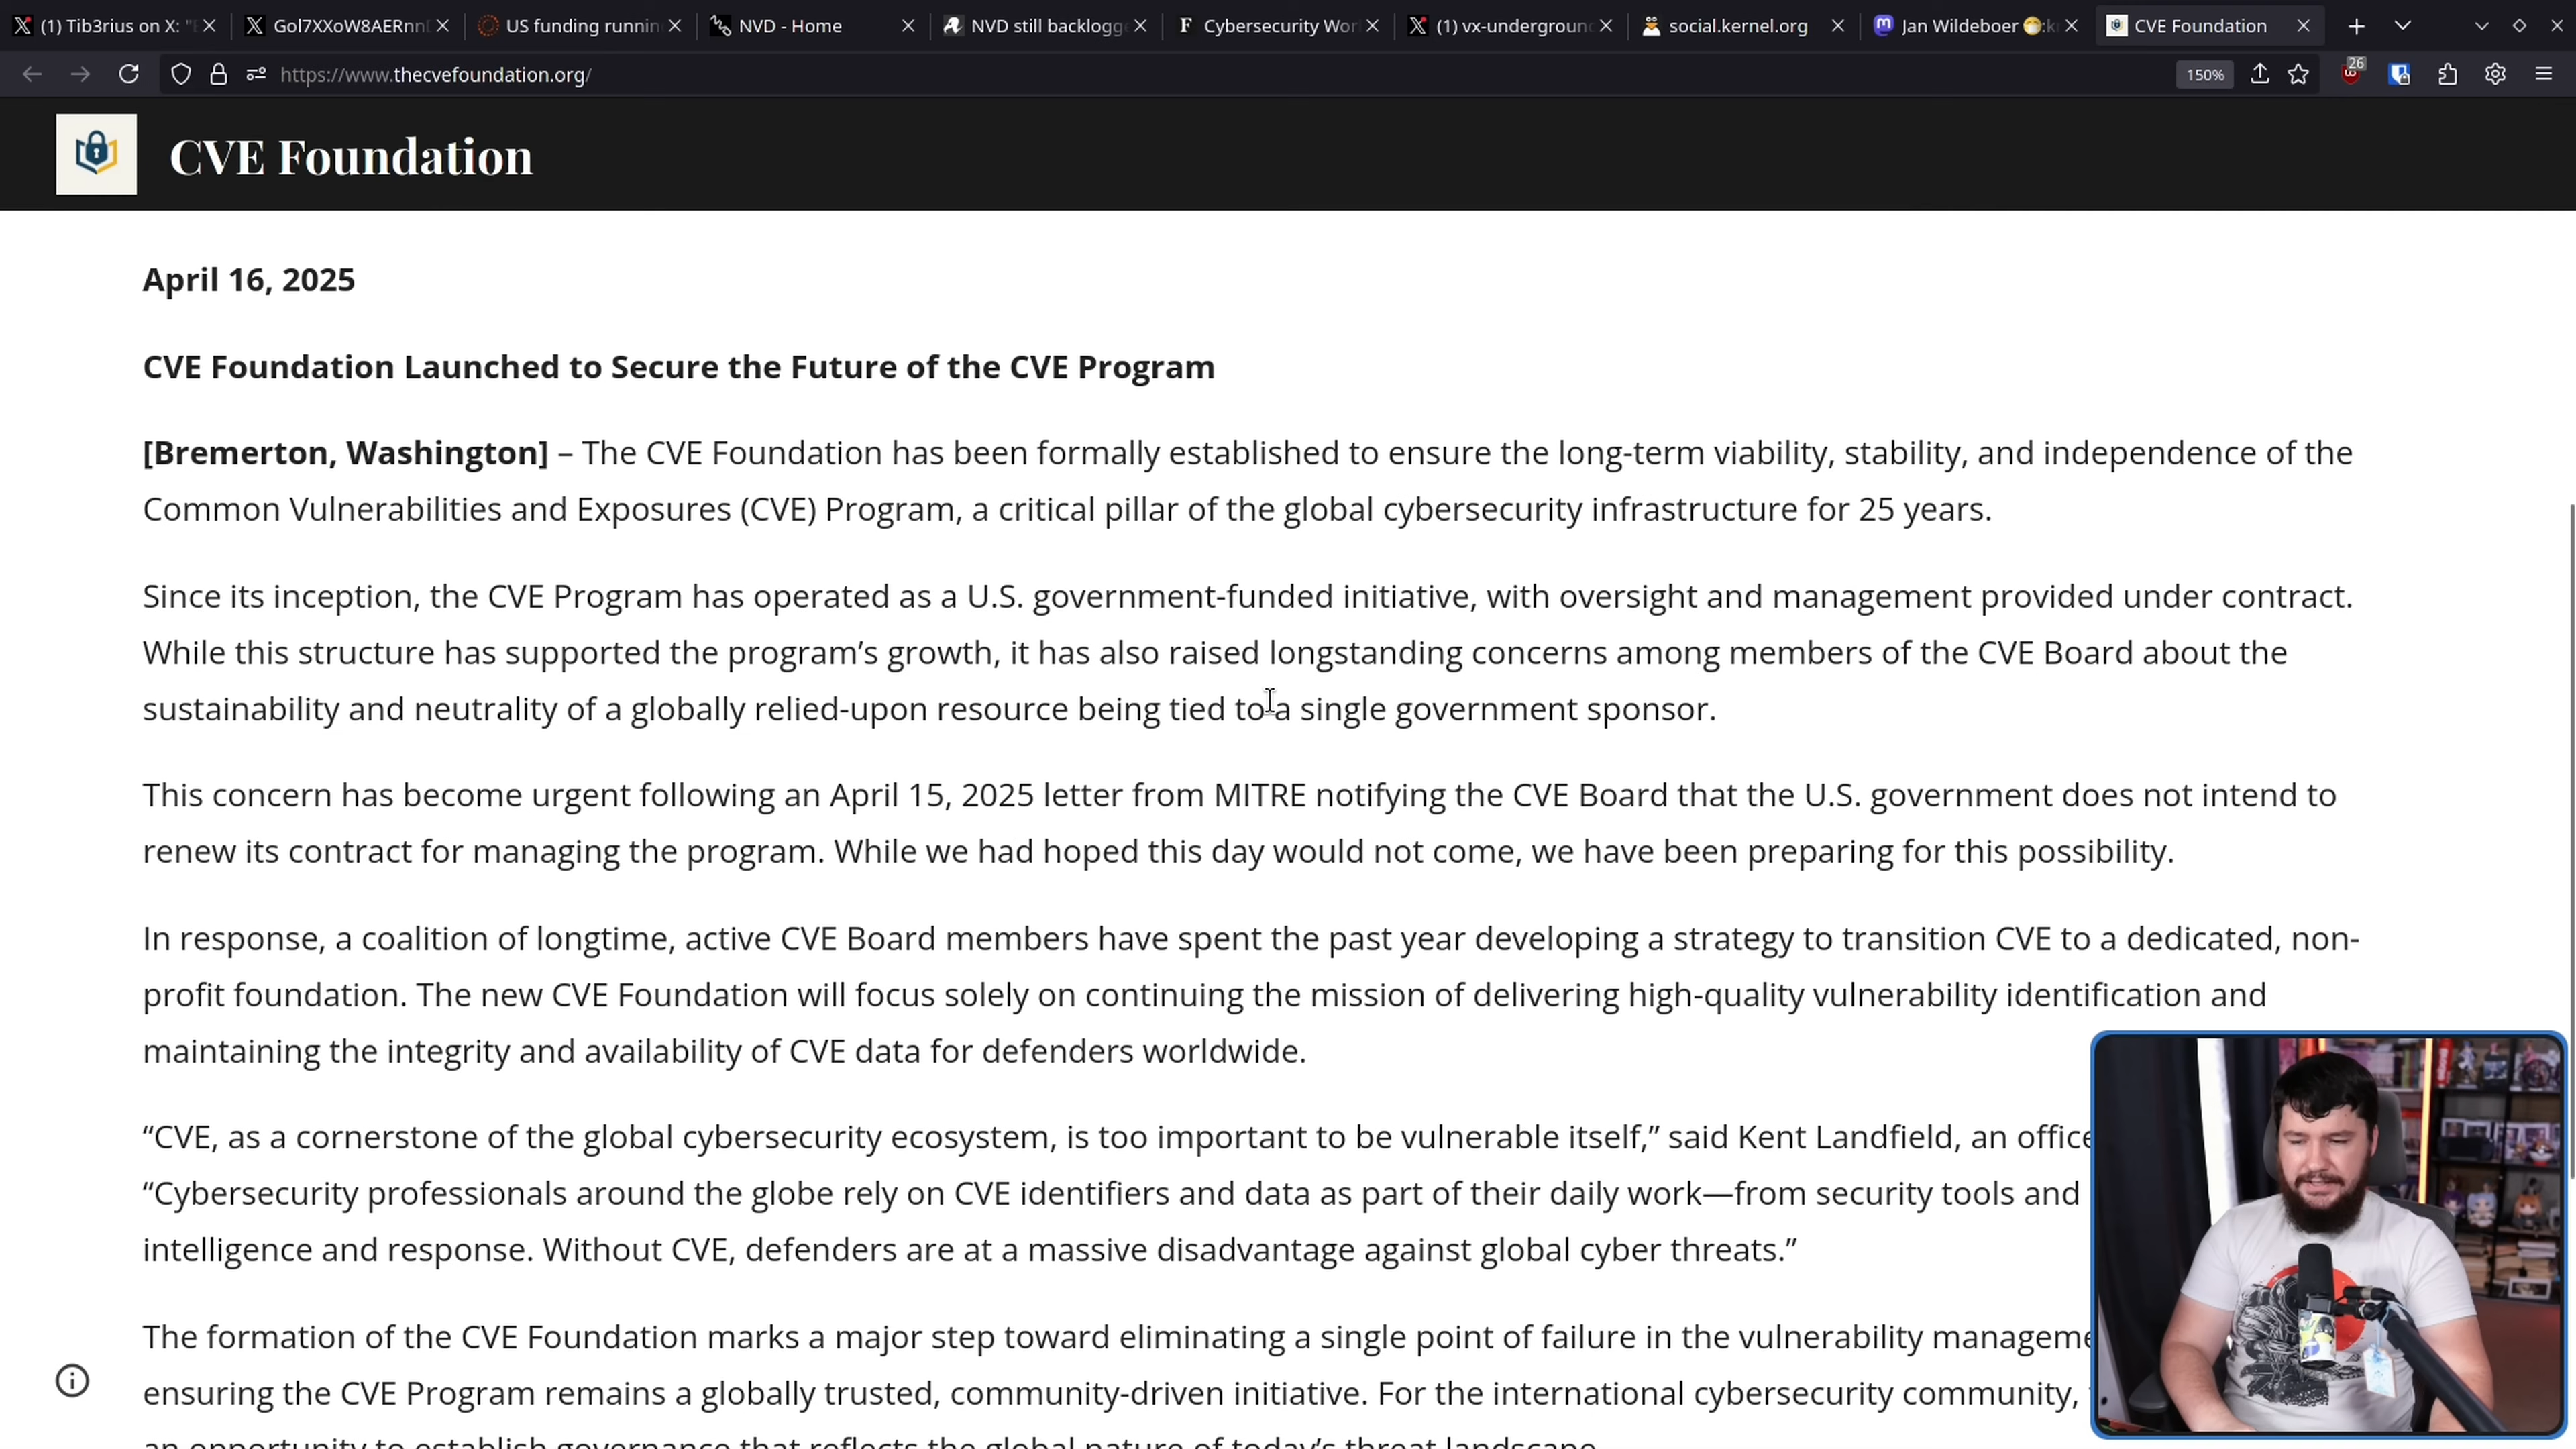 (1) Tib3rius on X: "
Gol7XXoW8AERnn
US funding runnin
NVD - Home
NVD still backlogg
Cybersecurity Wor
(1) vx-underground
social.kernel.org
Jan Wildeboer 😷:k
CVE Foundation
https://www.thecvefoundation.org/
150%
26
CVE Foundation
April 16, 2025
CVE Foundation Launched to Secure the Future of the CVE Program
[Bremerton, Washington] – The CVE Foundation has been formally established to ensure the long-term viability, stability, and independence of the
Common Vulnerabilities and Exposures (CVE) Program, a critical pillar of the global cybersecurity infrastructure for 25 years.
Since its inception, the CVE Program has operated as a U.S. government-funded initiative, with oversight and management provided under contract.
While this structure has supported the program’s growth, it has also raised longstanding concerns among members of the CVE Board about the
sustainability and neutrality of a globally relied-upon resource being tied to a single government sponsor.
This concern has become urgent following an April 15, 2025 letter from MITRE notifying the CVE Board that the U.S. government does not intend to
renew its contract for managing the program. While we had hoped this day would not come, we have been preparing for this possibility.
In response, a coalition of longtime, active CVE Board members have spent the past year developing a strategy to transition CVE to a dedicated, non-
profit foundation. The new CVE Foundation will focus solely on continuing the mission of delivering high-quality vulnerability identification and
maintaining the integrity and availability of CVE data for defenders worldwide.
“CVE, as a cornerstone of the global cybersecurity ecosystem, is too important to be vulnerable itself,” said Kent Landfield, an office
“Cybersecurity professionals around the globe rely on CVE identifiers and data as part of their daily work—from security tools and
intelligence and response. Without CVE, defenders are at a massive disadvantage against global cyber threats.”
The formation of the CVE Foundation marks a major step toward eliminating a single point of failure in the vulnerability manageme
ensuring the CVE Program remains a globally trusted, community-driven initiative. For the international cybersecurity community,
an opportunity to establish governance that reflects the global nature of today’s threat landscape.